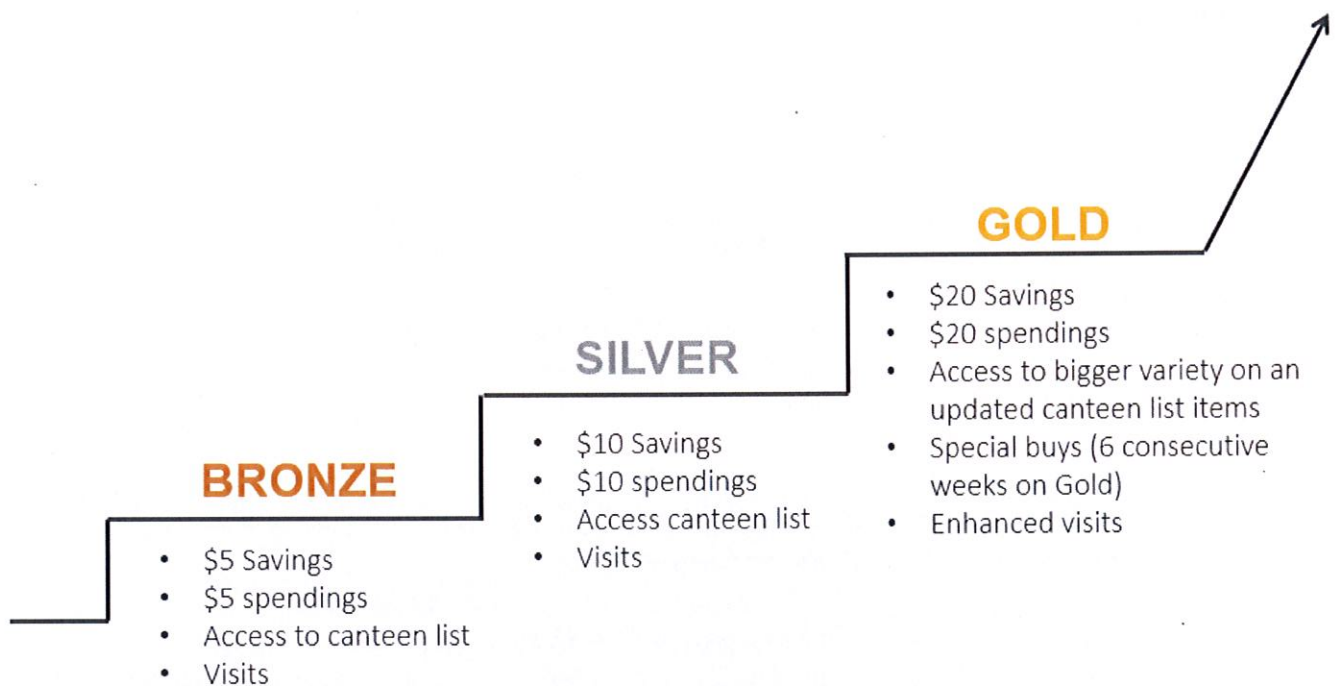 BRONZE
• $5 Savings
• $5 spendings
• Access to canteen list
• Visits
SILVER
• $10 Savings
• $10 spendings
• Access canteen list
• Visits
GOLD
• $20 Savings
• $20 spendings
• Access to bigger variety on an
updated canteen list items
• Special buys (6 consecutive
weeks on Gold)
• Enhanced visits